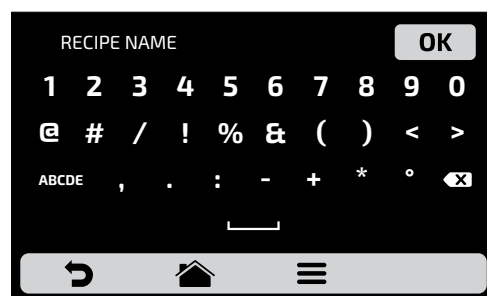 RECIPE NAME OK
1 2 3 4 5 6 7 8 9 0
@ # / ! % & ( ) < >
ABCDE , . : - + * °